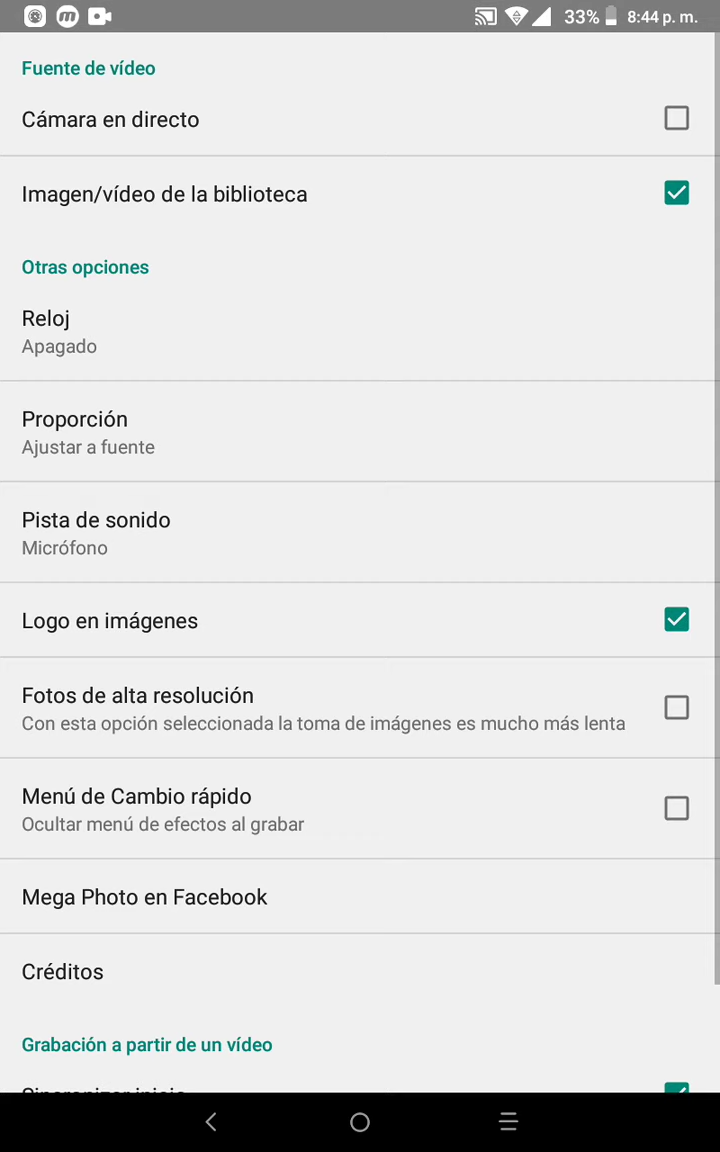 33% 8:44 p. m.
Fuente de vídeo
Cámara en directo
Imagen/vídeo de la biblioteca
Otras opciones
Reloj
Apagado
Proporción
Ajustar a fuente
Pista de sonido
Micrófono
Logo en imágenes
Fotos de alta resolución
Con esta opción seleccionada la toma de imágenes es mucho más lenta
Menú de Cambio rápido
Ocultar menú de efectos al grabar
Mega Photo en Facebook
Créditos
Grabación a partir de un vídeo
Sincronizar inicio